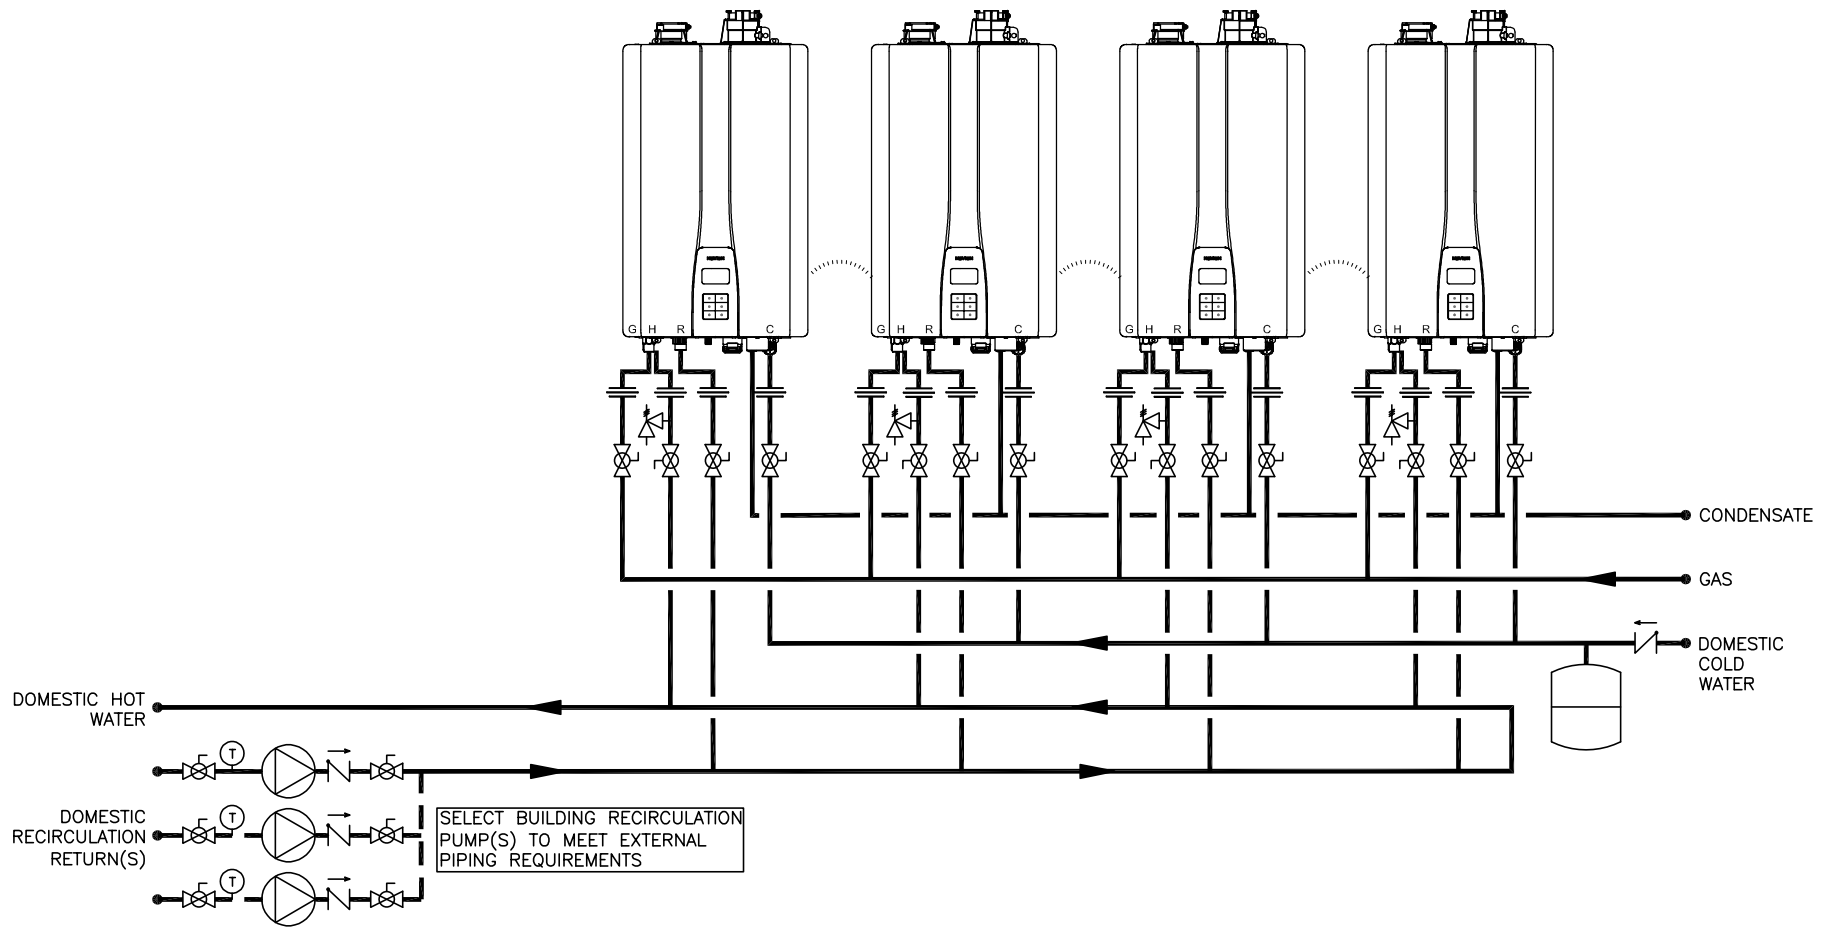 G H R C G H R C G H R C G H R C
CONDENSATE
GAS
DOMESTIC
COLD
WATER
DOMESTIC HOT
WATER
T
DOMESTIC
RECIRCULATION
RETURN(S)
T
T
SELECT BUILDING RECIRCULATION
PUMP(S) TO MEET EXTERNAL
PIPING REQUIREMENTS